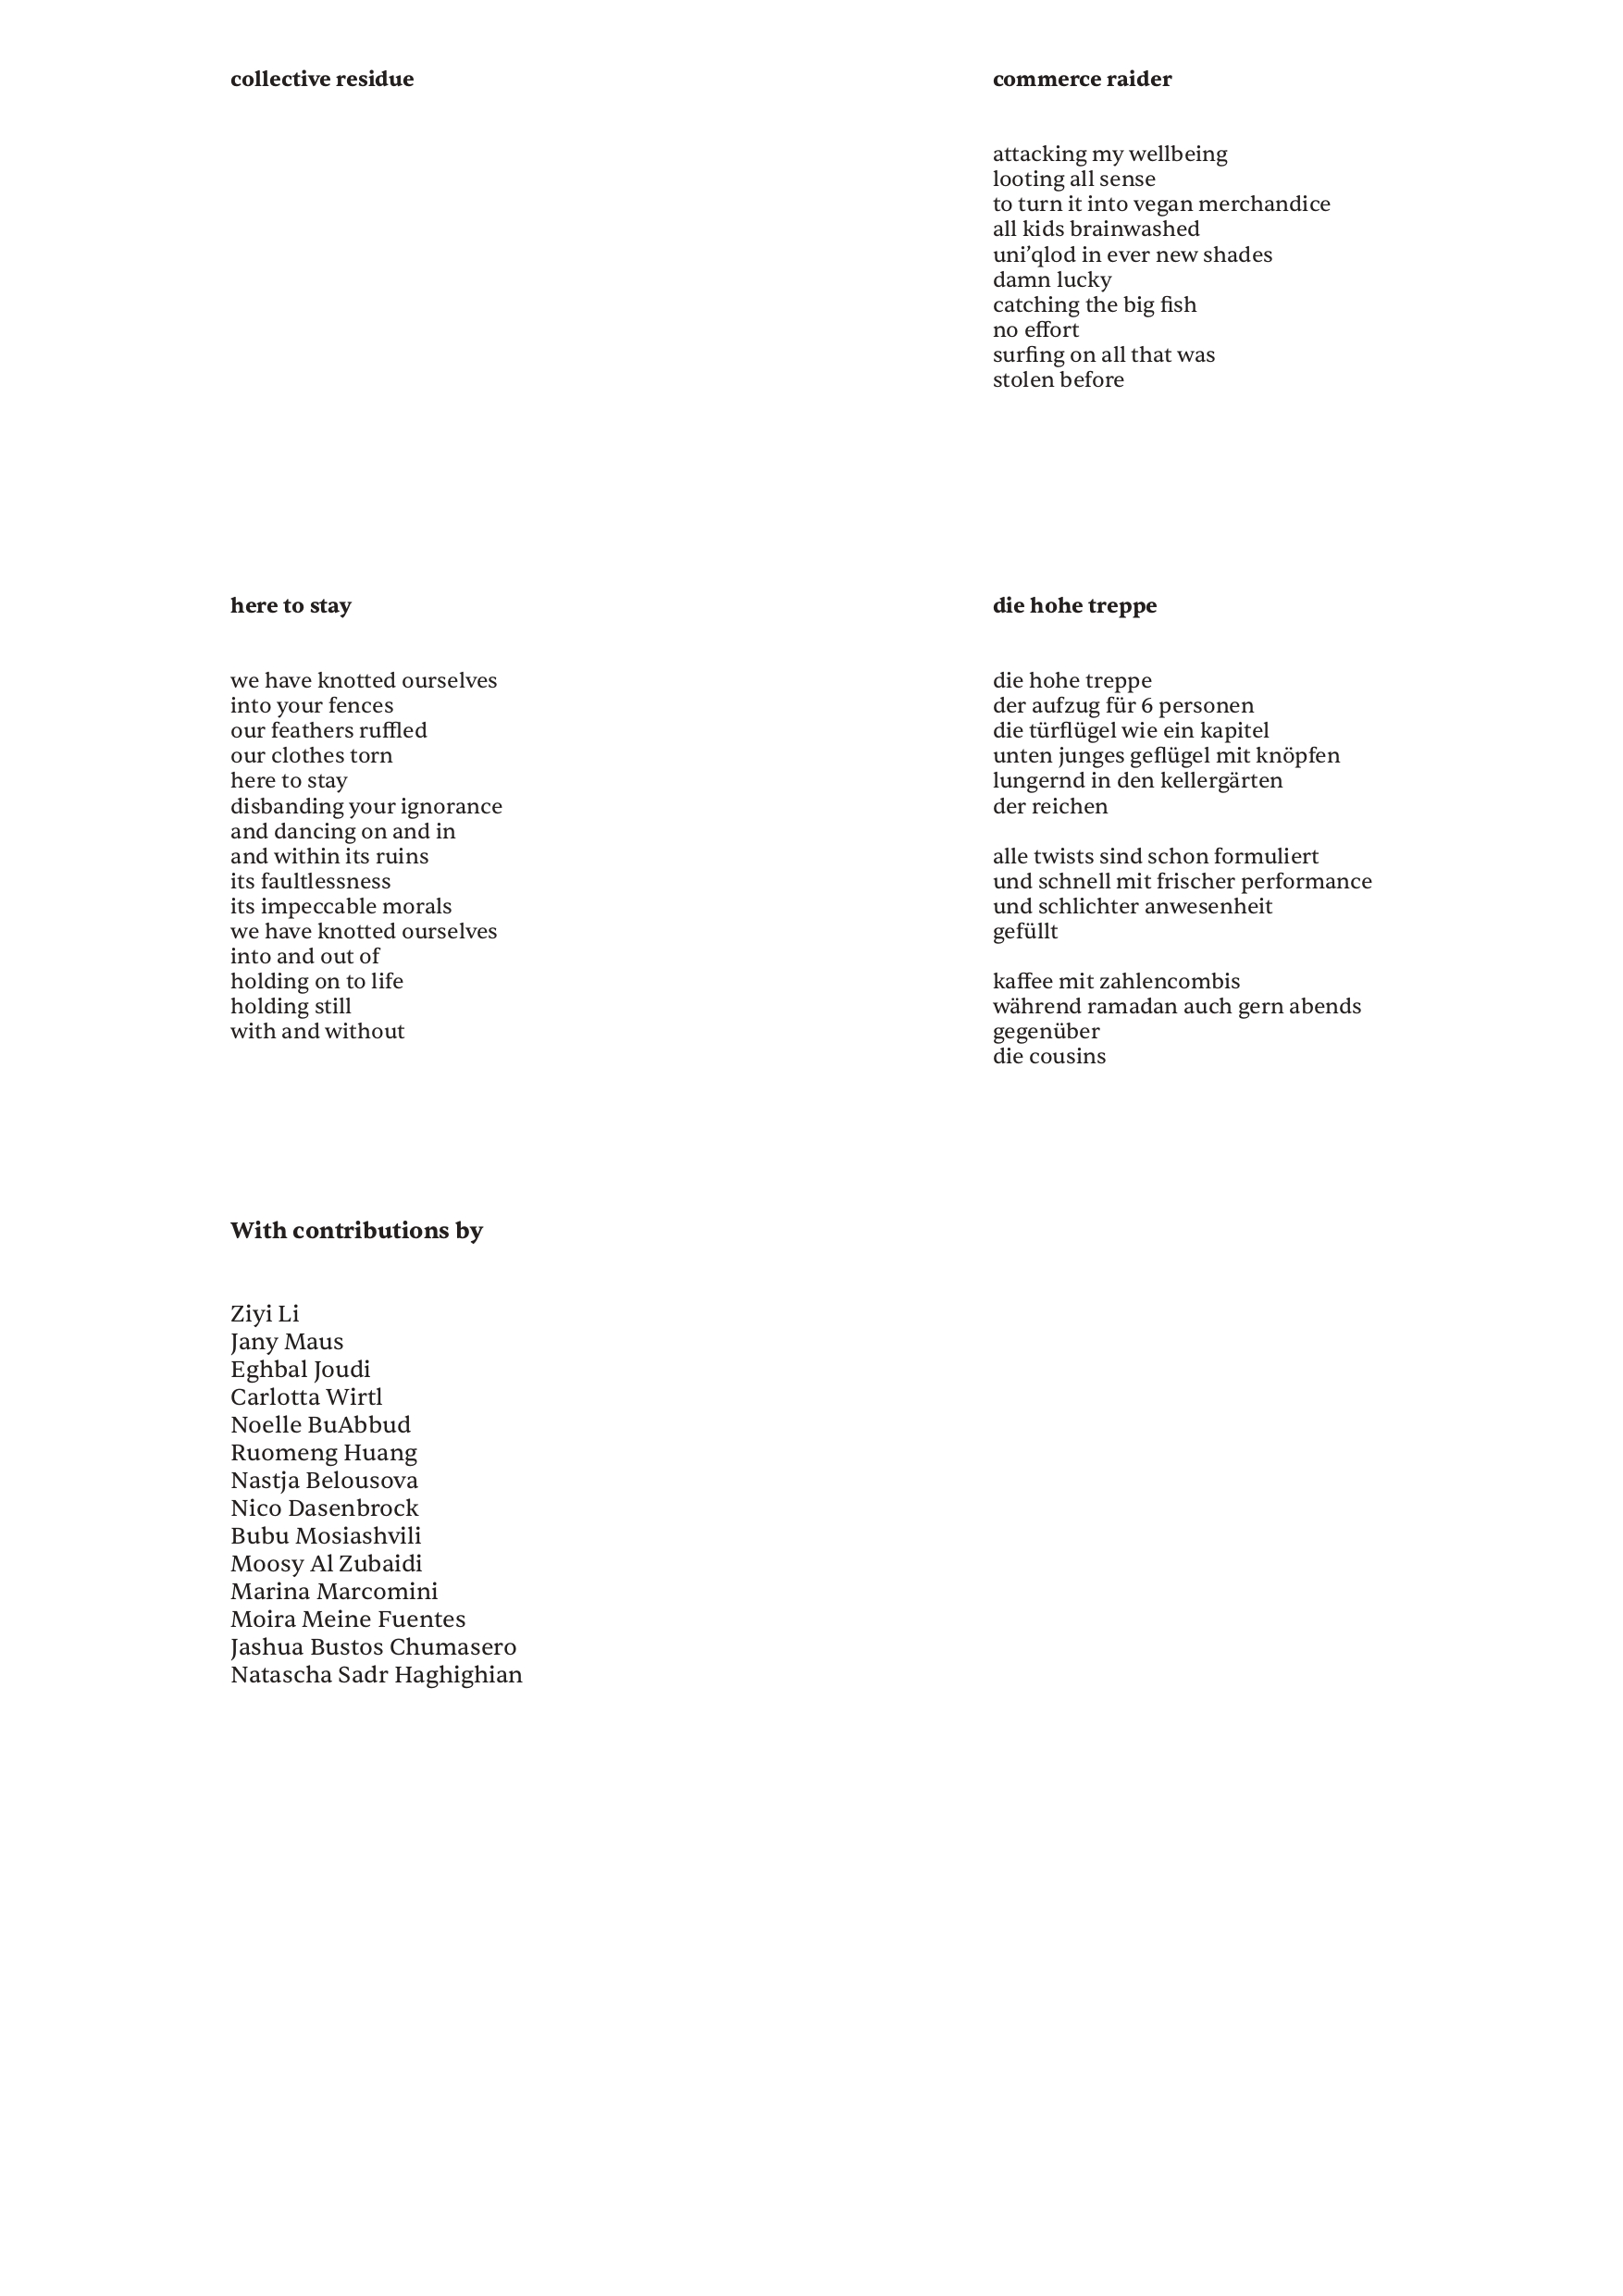 collective residue
commerce raider
attacking my wellbeing
looting all sense
to turn it into vegan merchandice
all kids brainwashed
uni’qlod in ever new shades
damn lucky
catching the big fish
no effort
surfing on all that was
stolen before
here to stay
we have knotted ourselves
into your fences
our feathers ruffled
our clothes torn
here to stay
disbanding your ignorance
and dancing on and in
and within its ruins
its faultlessness
its impeccable morals
we have knotted ourselves
into and out of
holding on to life
holding still
with and without
die hohe treppe
die hohe treppe
der aufzug für 6 personen
die türflügel wie ein kapitel
unten junges geflügel mit knöpfen
lungernd in den kellergärten
der reichen
alle twists sind schon formuliert
und schnell mit frischer performance
und schlichter anwesenheit
gefüllt
kaffee mit zahlencombis
während ramadan auch gern abends
gegenüber
die cousins
With contributions by
Ziyi Li
Jany Maus
Eghbal Joudi
Carlotta Wirtl
Noelle BuAbbud
Ruomeng Huang
Nastja Belousova
Nico Dasenbrock
Bubu Mosiashvili
Moosy Al Zubaidi
Marina Marcomini
Moira Meine Fuentes
Jashua Bustos Chumasero
Natascha Sadr Haghighian